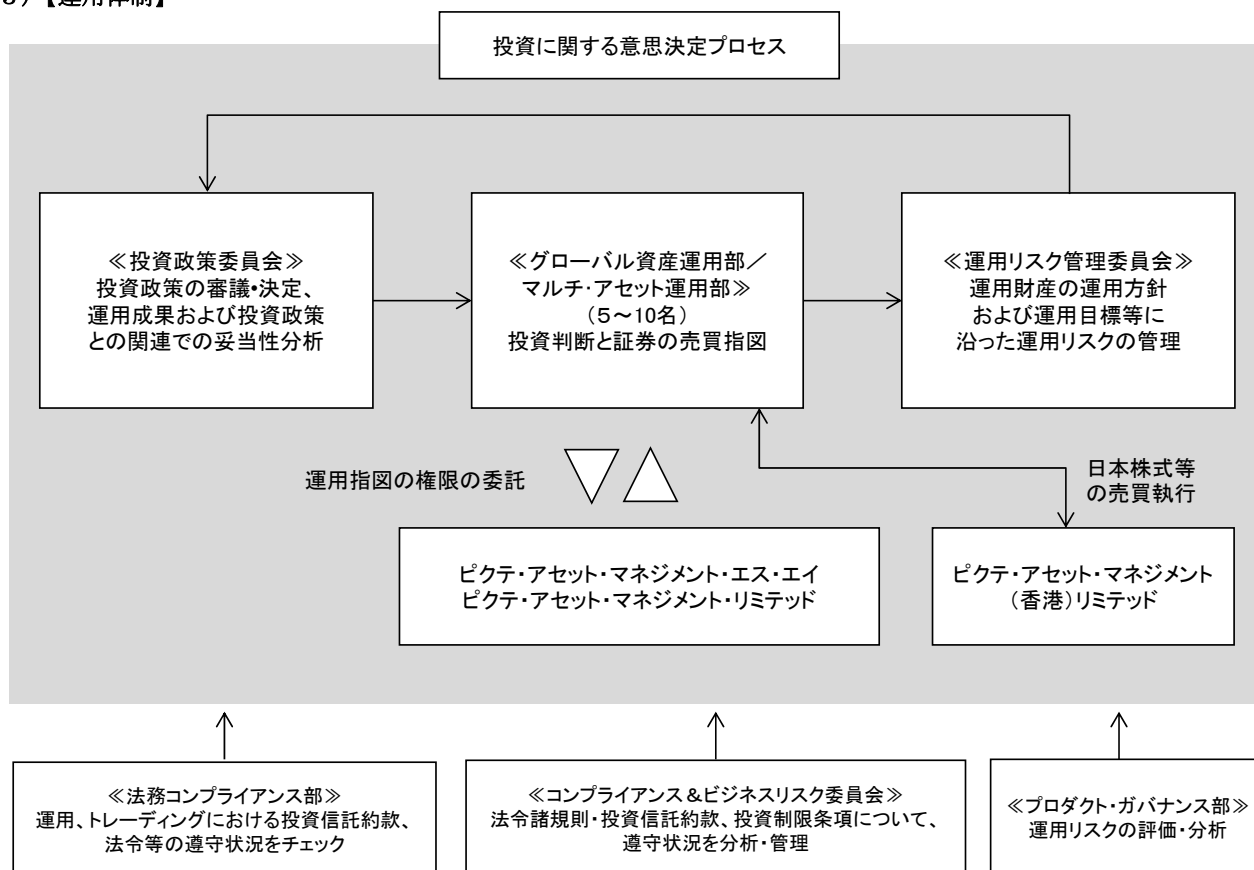 ３）【運用体制】
投資に関する意思決定プロセス
≪投資政策委員会≫
投資政策の審議・決定、
運用成果および投資政策
との関連での妥当性分析
≪グローバル資産運用部／
マルチ・アセット運用部≫
（５～１０名）
投資判断と証券の売買指図
≪運用リスク管理委員会≫
運用財産の運用方針
および運用目標等に
沿った運用リスクの管理
運用指図の権限の委託
日本株式等
の売買執行
ピクテ・アセット・マネジメント・エス・エイ
ピクテ・アセット・マネジメント・リミテッド
ピクテ・アセット・マネジメント
（香港）リミテッド
≪法務コンプライアンス部≫
運用、トレーディングにおける投資信託約款、
法令等の遵守状況をチェック
≪コンプライアンス＆ビジネスリスク委員会≫
法令諸規則・投資信託約款、投資制限条項について、
遵守状況を分析・管理
≪プロダクト・ガバナンス部≫
運用リスクの評価・分析